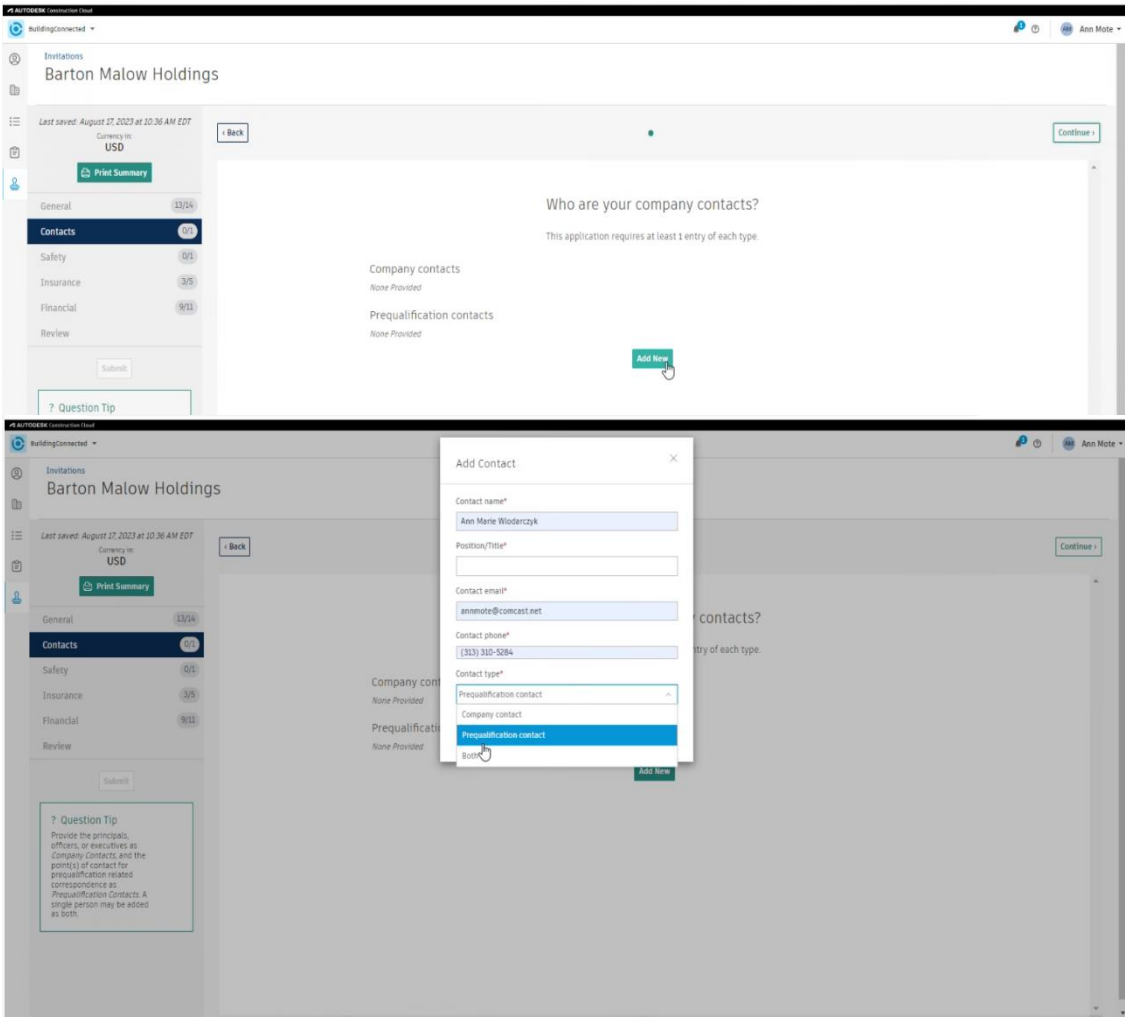 AUTODESK Construction Cloud
BuildingConnected
1
AM
Ann Mote
Invitations
Barton Malow Holdings
Last saved: August 17, 2023 at 10:36 AM EDT
Currency in:
USD
Print Summary
General 13/14
Contacts 0/1
Safety 0/1
Insurance 3/5
Financial 9/11
Review
Submit
? Question Tip
‹ Back
Continue ›
Who are your company contacts?
This application requires at least 1 entry of each type.
Company contacts
None Provided
Prequalification contacts
None Provided
Add New
AUTODESK Construction Cloud
BuildingConnected
1
AM
Ann Mote
Invitations
Barton Malow Holdings
Last saved: August 17, 2023 at 10:36 AM EDT
Currency in:
USD
Print Summary
General 13/14
Contacts 0/1
Safety 0/1
Insurance 3/5
Financial 9/11
Review
Submit
? Question Tip
Provide the principals,
officers, or executives as
Company Contacts, and the
point(s) of contact for
prequalification related
correspondence as
Prequalification Contacts. A
single person may be added
as both.
‹ Back
Continue ›
contacts?
ntry of each type.
Company cont
None Provided
Prequalificati
None Provided
Add New
Add Contact
Contact name*
Ann Marie Wlodarczyk
Position/Title*
Contact email*
annmote@comcast.net
Contact phone*
(313) 310-5284
Contact type*
Prequalification contact
Company contact
Prequalification contact
Both